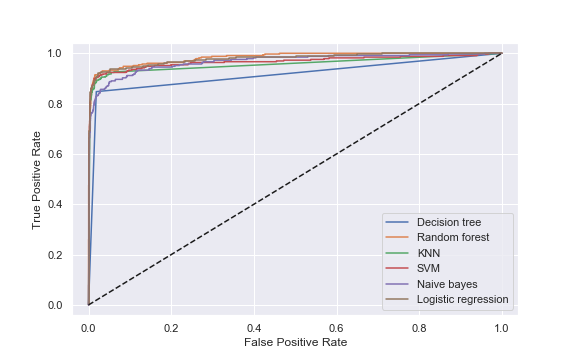 1.0
0.8
0.6
0.4
0.2
0.0
True Positive Rate
Decision tree
Random forest
KNN
SVM
Naive bayes
Logistic regression
0.0 0.2 0.4 0.6 0.8 1.0
False Positive Rate